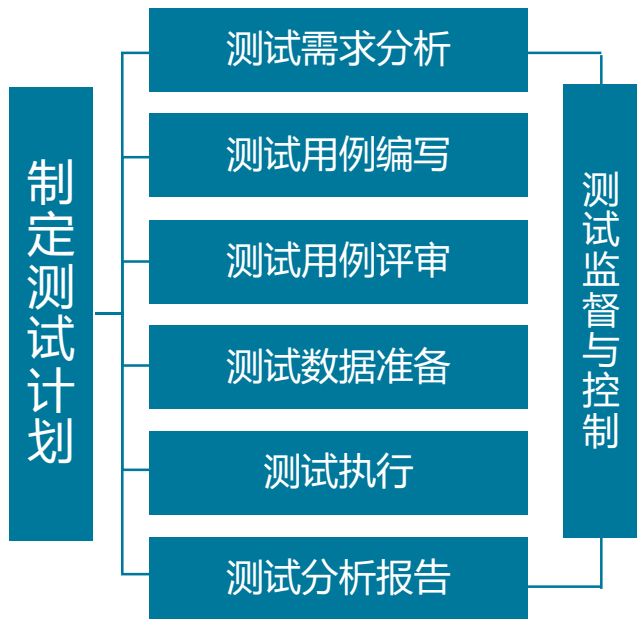 制定测试计划
测试需求分析
测试用例编写
测试用例评审
测试数据准备
测试执行
测试分析报告
测试监督与控制